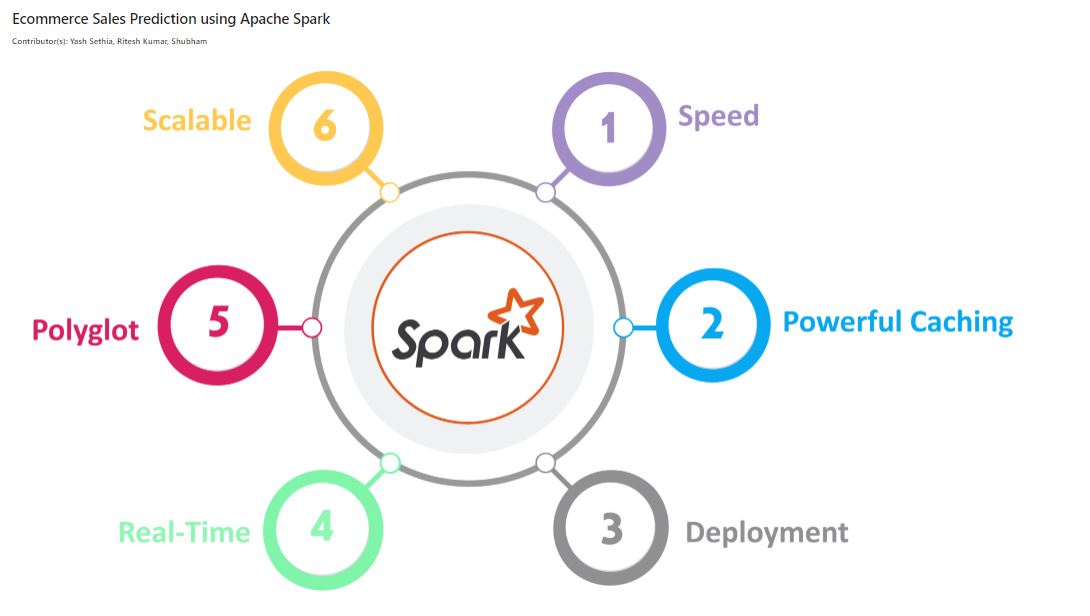 Ecommerce Sales Prediction using Apache Spark
Contributor(s): Yash Sethia, Ritesh Kumar, Shubham
1
Speed
2
Powerful Caching
3
Deployment
4
Real-Time
5
Polyglot
6
Scalable
Spark